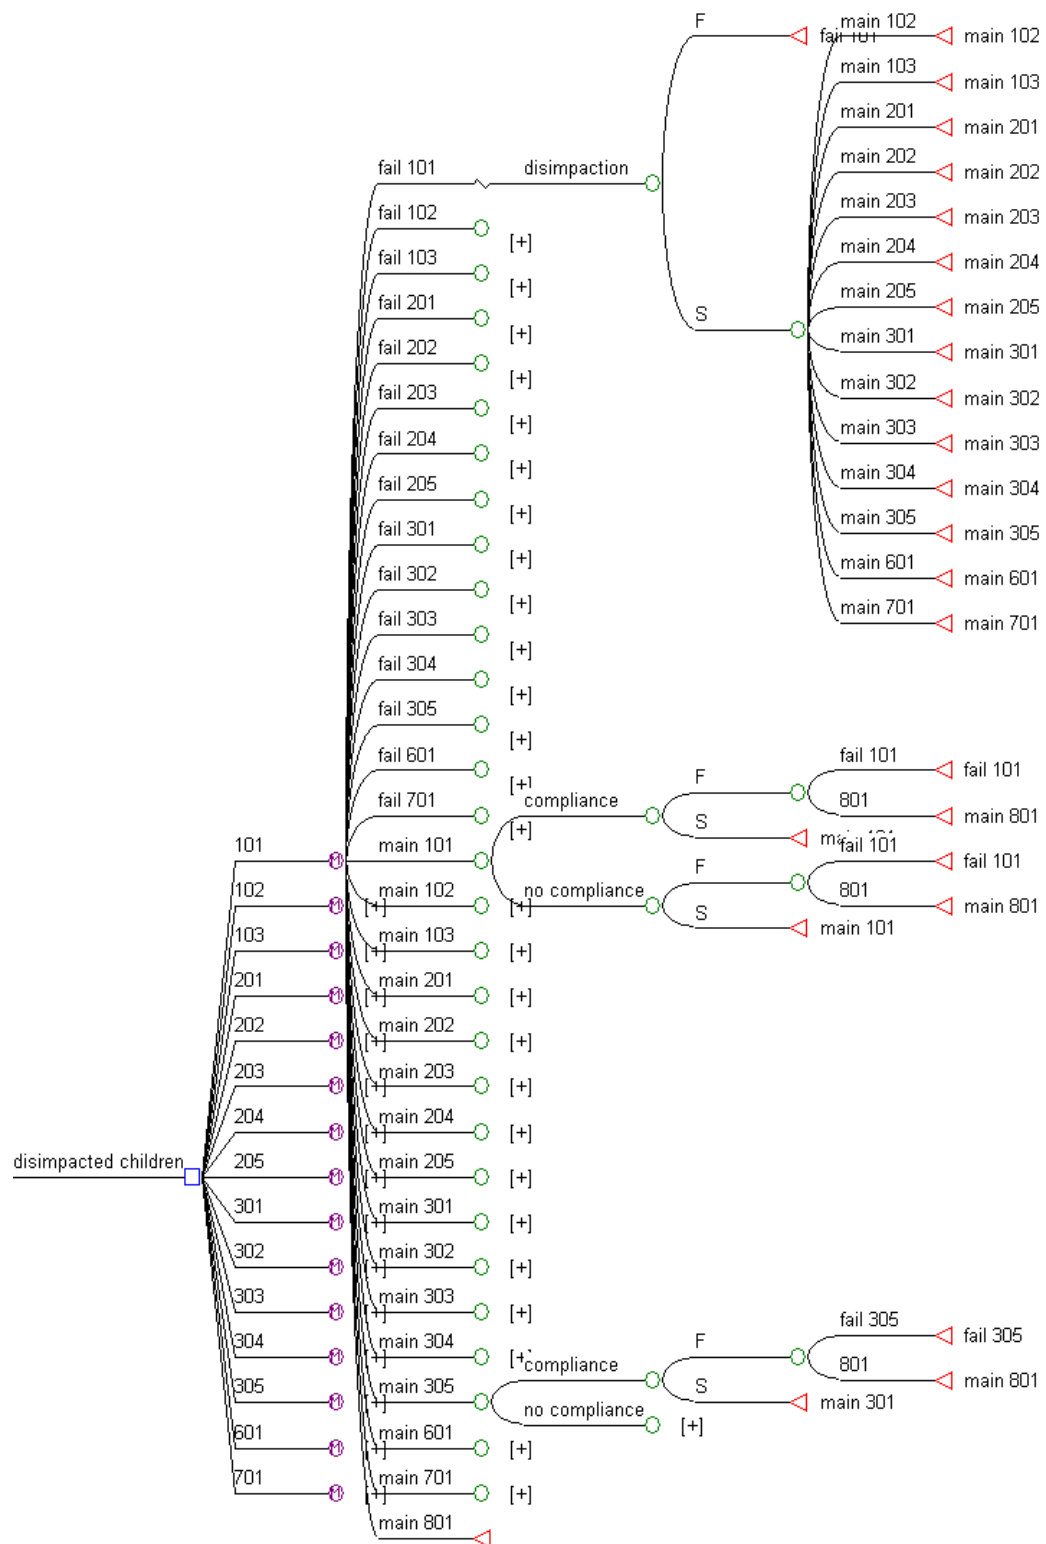 F
fail 101
main 102
main 102
main 103
main 103
main 201
main 201
main 202
main 202
main 203
main 203
main 204
main 204
main 205
main 205
S
main 301
main 301
main 302
main 302
main 303
main 303
main 304
main 304
main 305
main 305
main 601
main 601
main 701
main 701
fail 101
disimpaction
fail 102
[+]
fail 103
[+]
fail 201
[+]
fail 202
[+]
fail 203
[+]
fail 204
[+]
fail 205
[+]
fail 301
[+]
fail 302
[+]
fail 303
[+]
fail 304
[+]
fail 305
[+]
fail 601
[+]
fail 701
[+]
main 101
compliance
F
fail 101
fail 101
801
main 801
S
no compliance
F
fail 101
fail 101
801
main 801
S
main 101
main 102
[+]
main 103
[+]
main 201
[+]
main 202
[+]
main 203
[+]
main 204
[+]
main 205
[+]
main 301
[+]
main 302
[+]
main 303
[+]
main 304
main 305
compliance
F
fail 305
fail 305
801
main 801
S
main 301
no compliance
[+]
main 601
[+]
main 701
[+]
main 801
disimpacted children
101
M
102
M
103
M
201
M
202
M
203
M
204
M
205
M
301
M
302
M
303
M
304
M
305
M
601
M
701
M